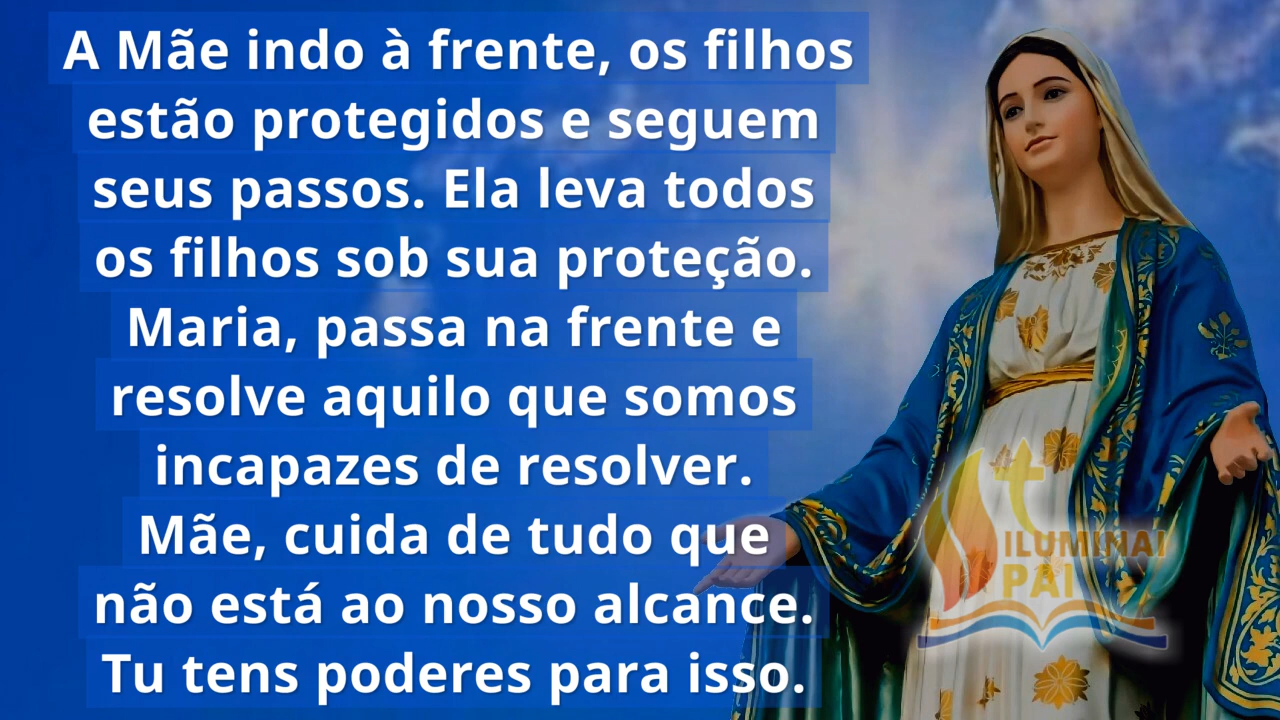 A Mãe indo à frente, os filhos
estão protegidos e seguem
seus passos. Ela leva todos
os filhos sob sua proteção.
Maria, passa na frente e
resolve aquilo que somos
incapazes de resolver.
Mãe, cuida de tudo que
não está ao nosso alcance.
Tu tens poderes para isso.
ILUMINAI
PAI